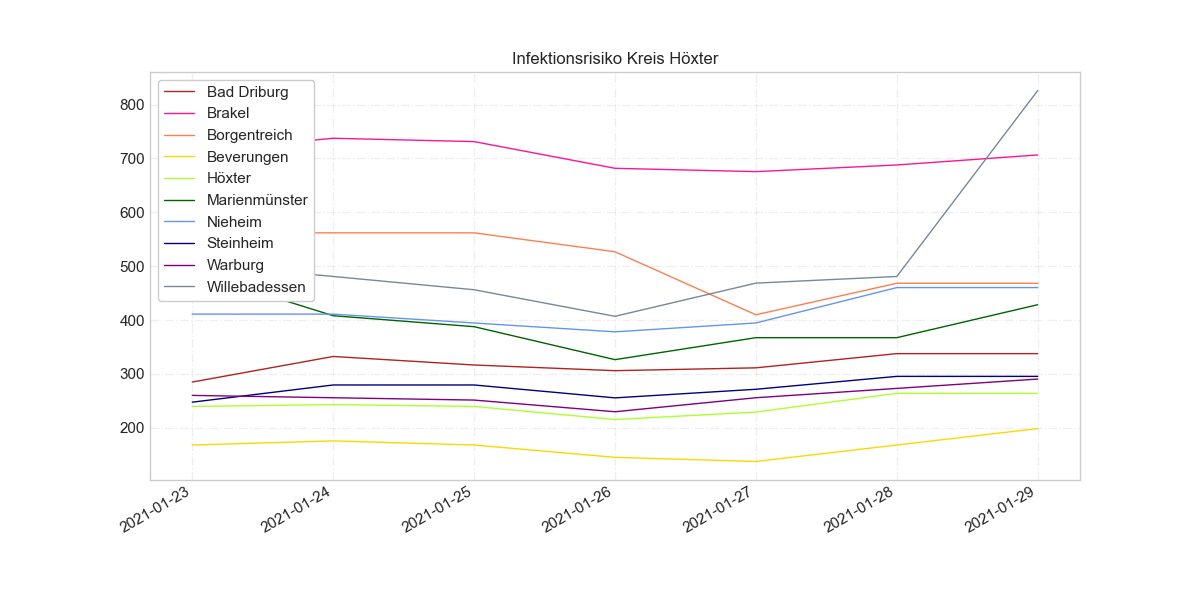 Infektionsrisiko Kreis Höxter
Bad Driburg
Brakel
Borgentreich
Beverungen
Höxter
Marienmünster
Nieheim
Steinheim
Warburg
Willebadessen
800
700
600
500
400
300
200
2021-01-23
2021-01-24
2021-01-25
2021-01-26
2021-01-27
2021-01-28
2021-01-29